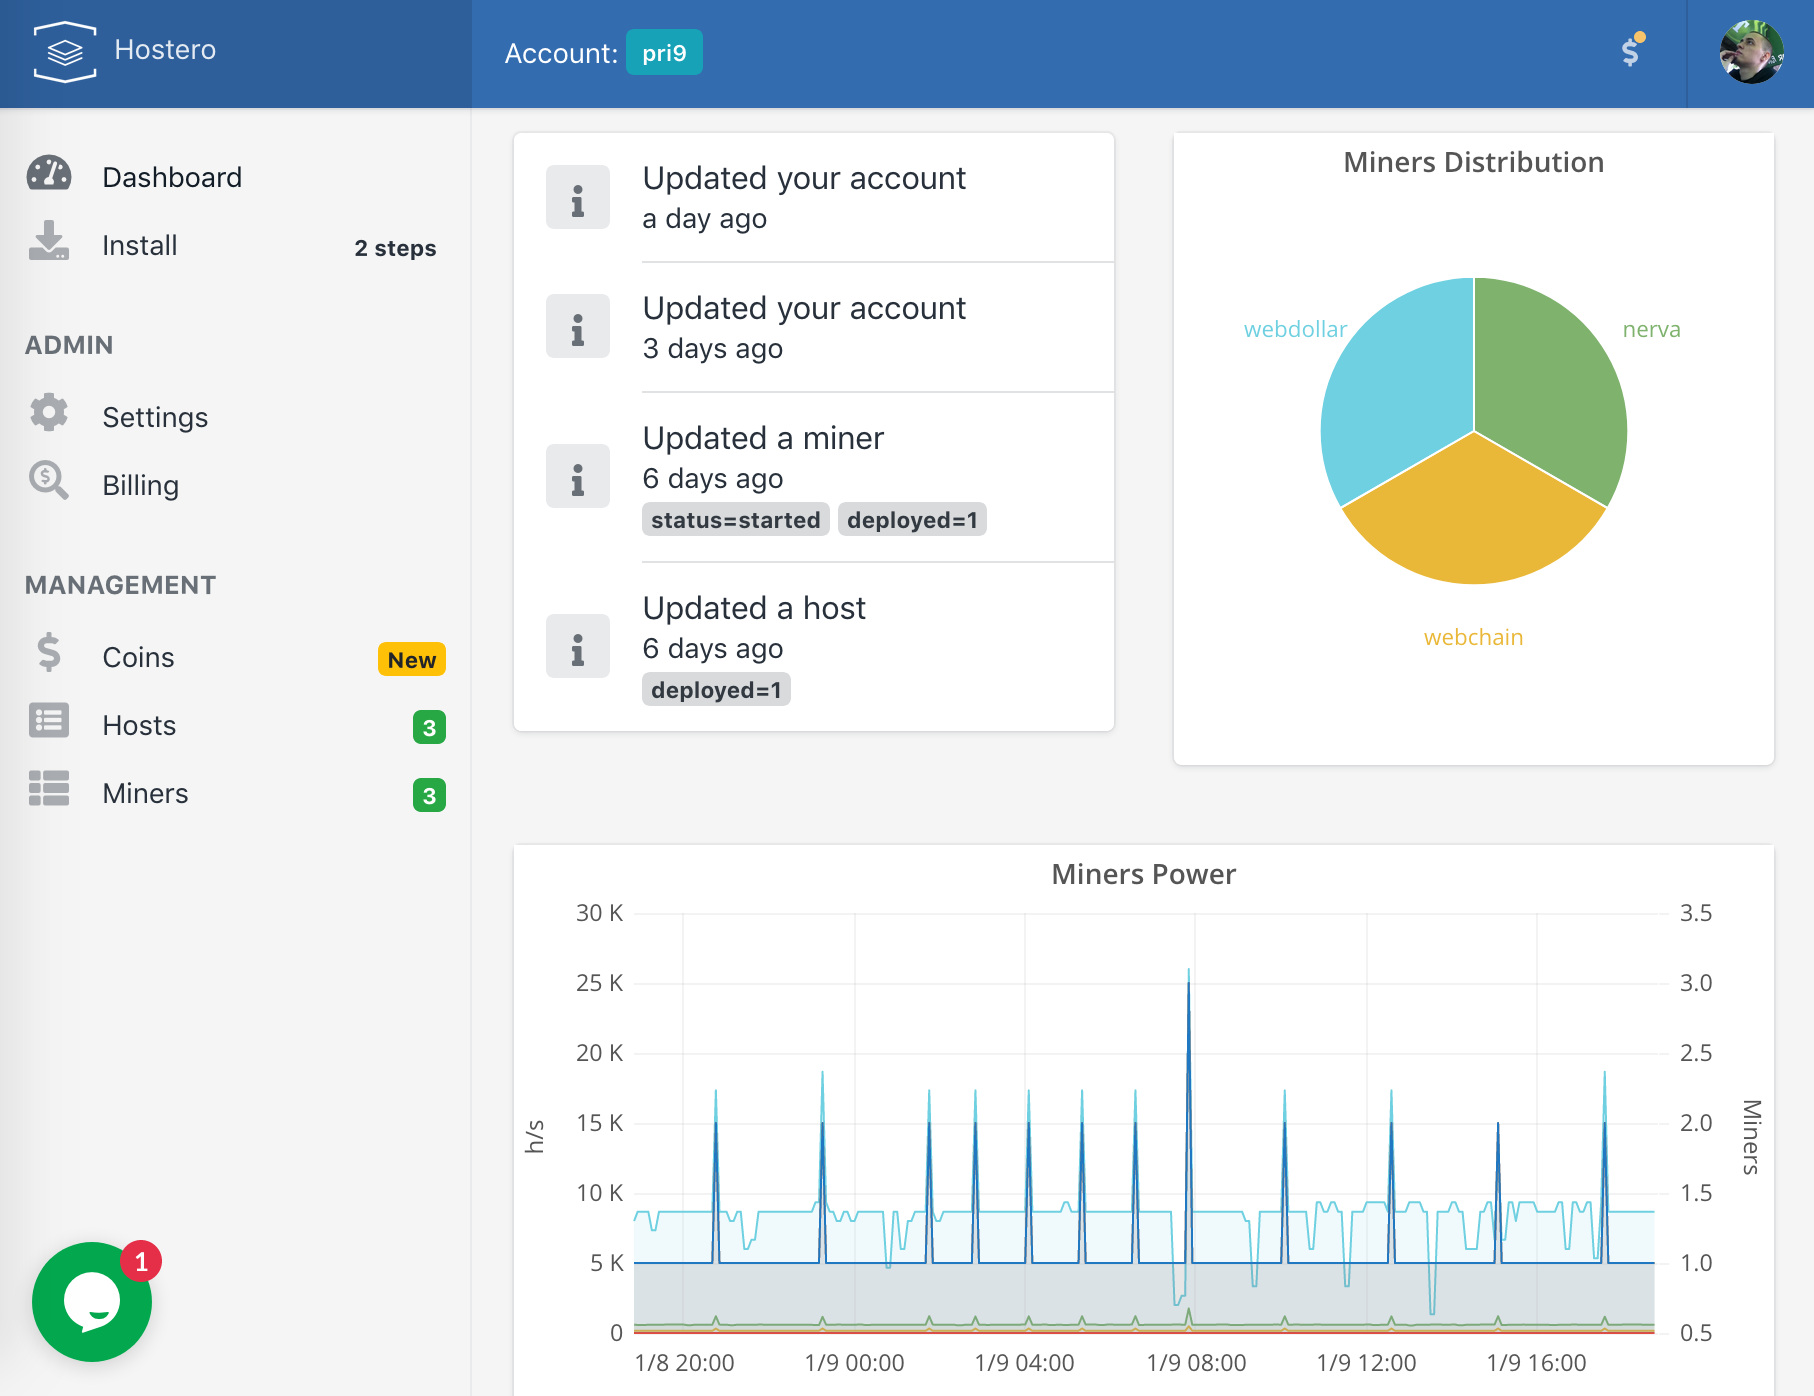 Hostero
Account: pri9
Dashboard
Install 2 steps
ADMIN
Settings
Billing
MANAGEMENT
Coins New
Hosts 3
Miners 3
1
Updated your account
a day ago
Updated your account
3 days ago
Updated a miner
6 days ago
status=started deployed=1
Updated a host
6 days ago
deployed=1
Miners Distribution
webdollar
nerva
webchain
Miners Power
30 K
25 K
20 K
15 K
10 K
5 K
0
h/s
3.5
3.0
2.5
2.0
1.5
1.0
0.5
Miners
1/8 20:00 1/9 00:00 1/9 04:00 1/9 08:00 1/9 12:00 1/9 16:00